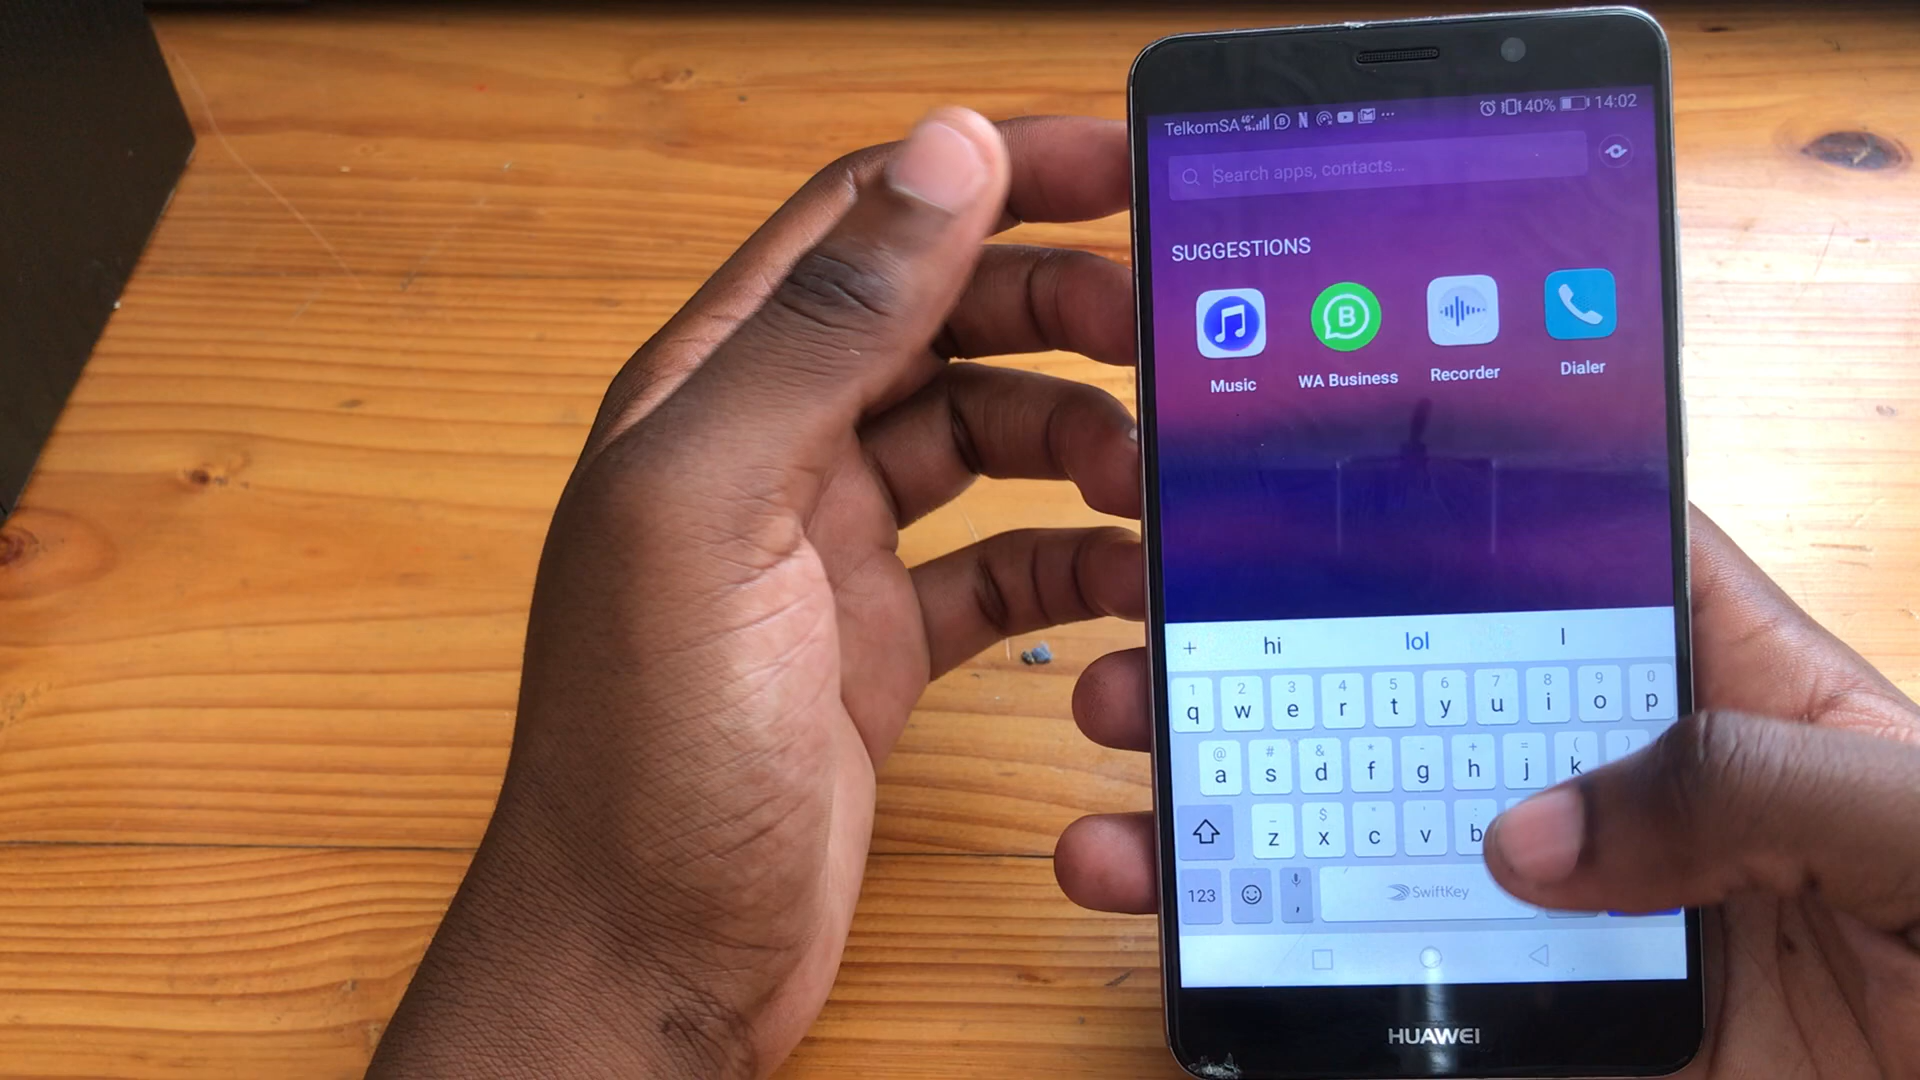 TelkomSA 4G 40% 14:02
Search apps, contacts...
SUGGESTIONS
Music WA Business Recorder Dialer
+ hi lol I
1 2 3 4 5 6 7 8 9 0
q w e r t y u i o p
@ # & * - + = ( )
a s d f g h j k
z x c v b
123 , SwiftKey
HUAWEI